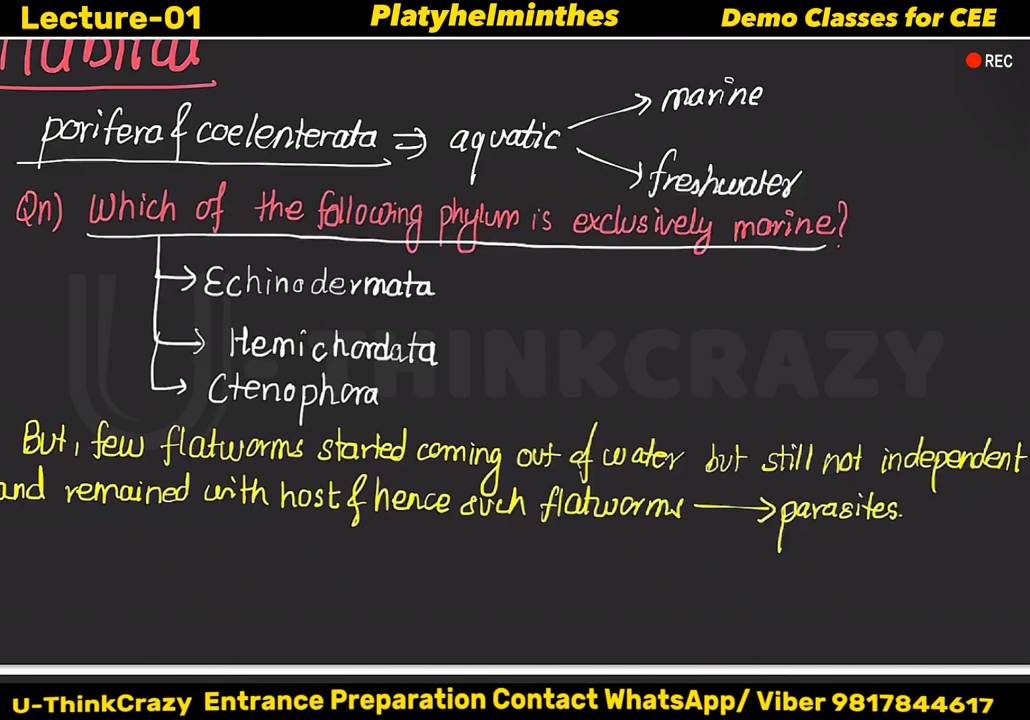 Lecture-01 Platyhelminthes Demo Classes for CEE
Habitat
REC
porifera & coelenterata ⇒ aquatic → marine
→ freshwater
Qn) Which of the following phylum is exclusively marine?
→ Echinodermata
→ Hemichordata
→ Ctenophora
U-THINKCRAZY
But, few flatworms started coming out of water but still not independent
and remained with host & hence such flatworms → parasites.
U-ThinkCrazy Entrance Preparation Contact WhatsApp/ Viber 9817844617